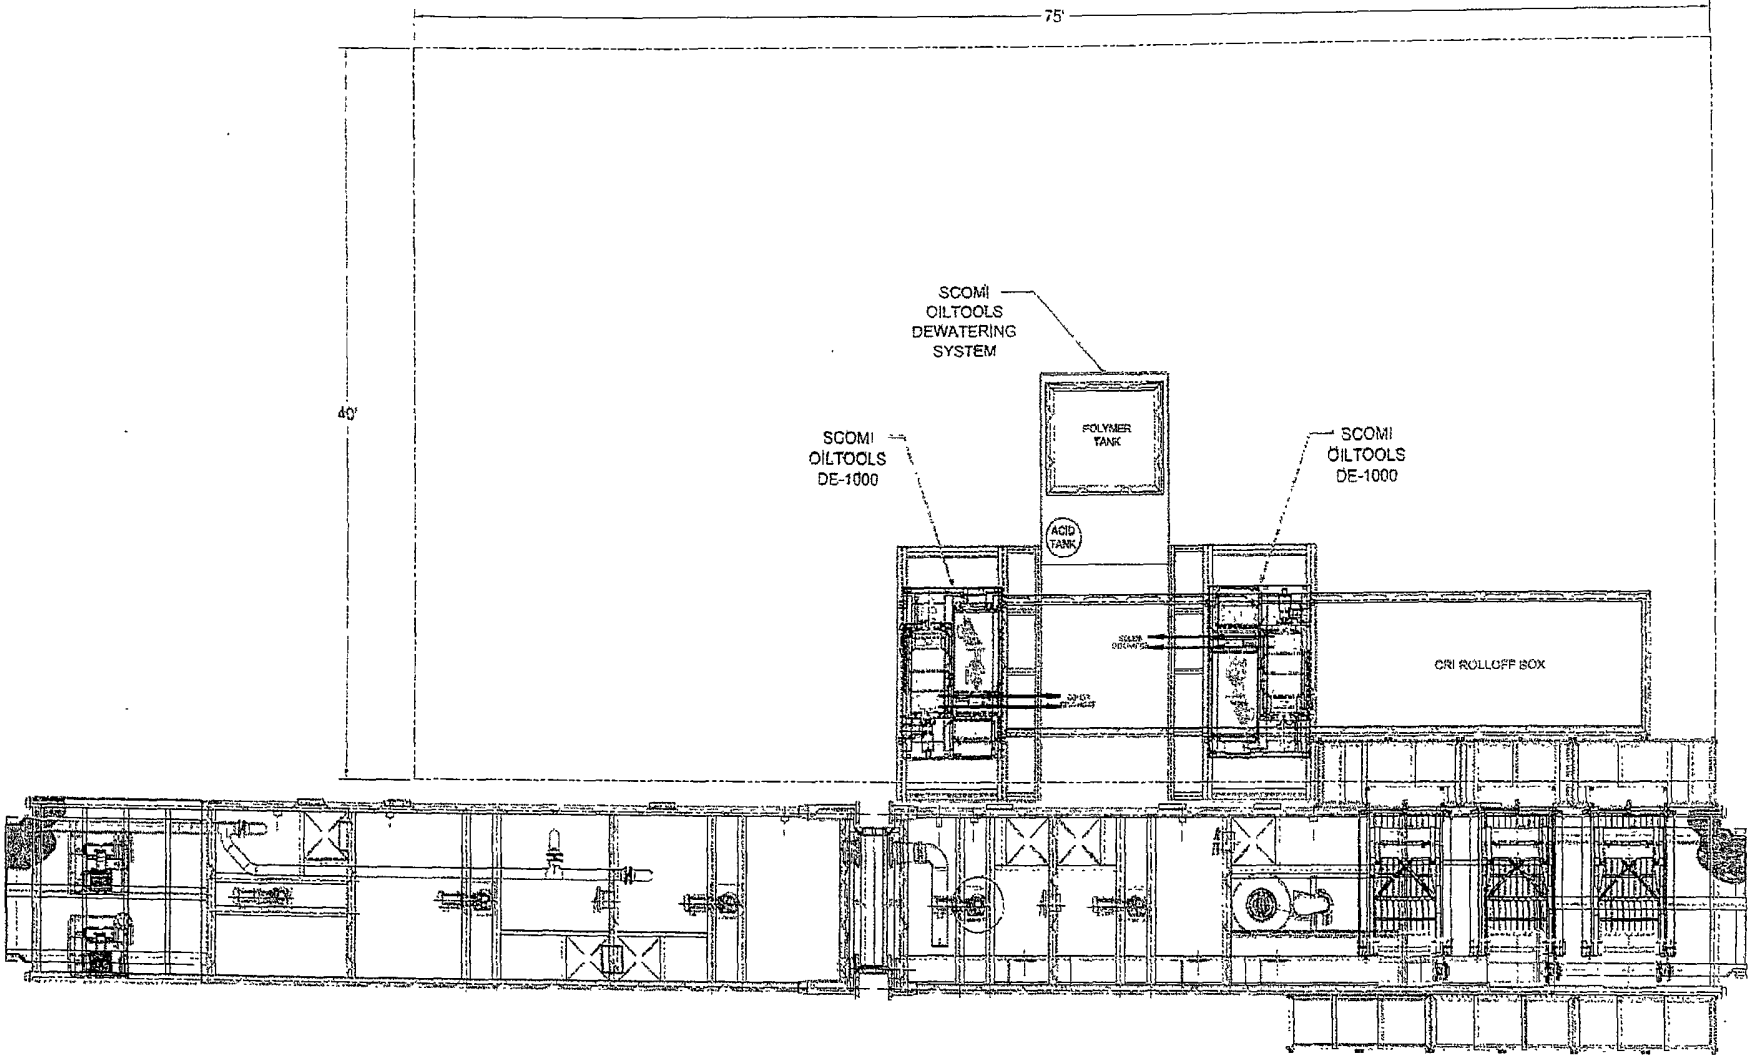 75'
40'
SCOMI
OILTOOLS
DEWATERING
SYSTEM
SCOMI
OILTOOLS
DE-1000
POLYMER
TANK
SCOMI
OILTOOLS
DE-1000
ACID
TANK
CRI ROLLOFF BOX